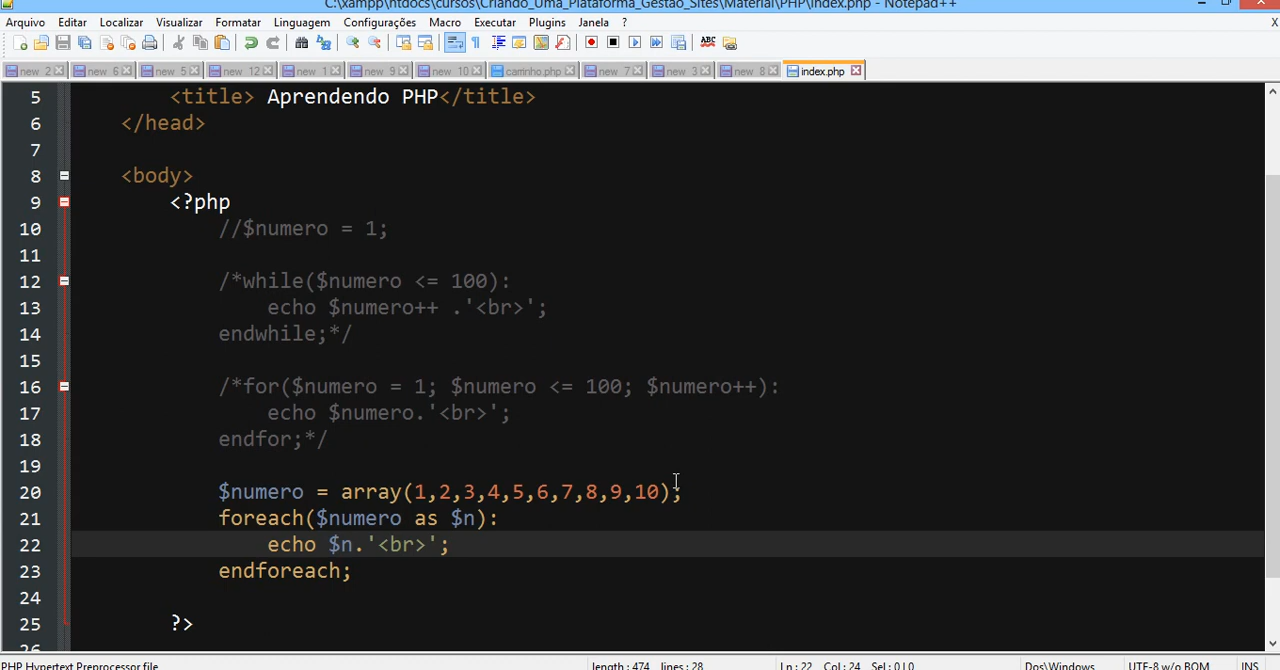 C:\xampp\htdocs\cursos\Criando_Uma_Plataforma_Gestao_Sites\Material\PHP\index.php - Notepad++
Arquivo Editar Localizar Visualizar Formatar Linguagem Configurações Macro Executar Plugins Janela ? X
new 2 new 6 new 5 new 12 new 1 new 9 new 10 carrinho.php new 7 new 3 new 8 index.php
5 <title> Aprendendo PHP</title>
6 </head>
7
8 <body>
9 <?php
10 //$numero = 1;
11
12 /*while($numero <= 100):
13 echo $numero++ .'<br>';
14 endwhile;*/
15
16 /*for($numero = 1; $numero <= 100; $numero++):
17 echo $numero.'<br>';
18 endfor;*/
19
20 $numero = array(1,2,3,4,5,6,7,8,9,10);
21 foreach($numero as $n):
22 echo $n.'<br>';
23 endforeach;
24
25 ?>
26
PHP Hypertext Preprocessor file length : 474 lines : 28 Ln : 22 Col : 24 Sel : 0 | 0 Dos\Windows UTF-8 w/o BOM INS